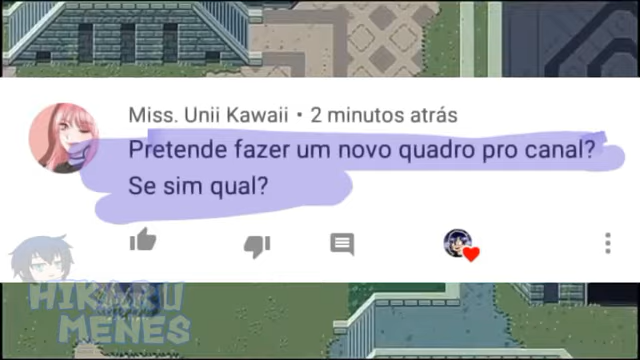 Miss. Unii Kawaii • 2 minutos atrás
Pretende fazer um novo quadro pro canal?
Se sim qual?
HIKARU
MENES